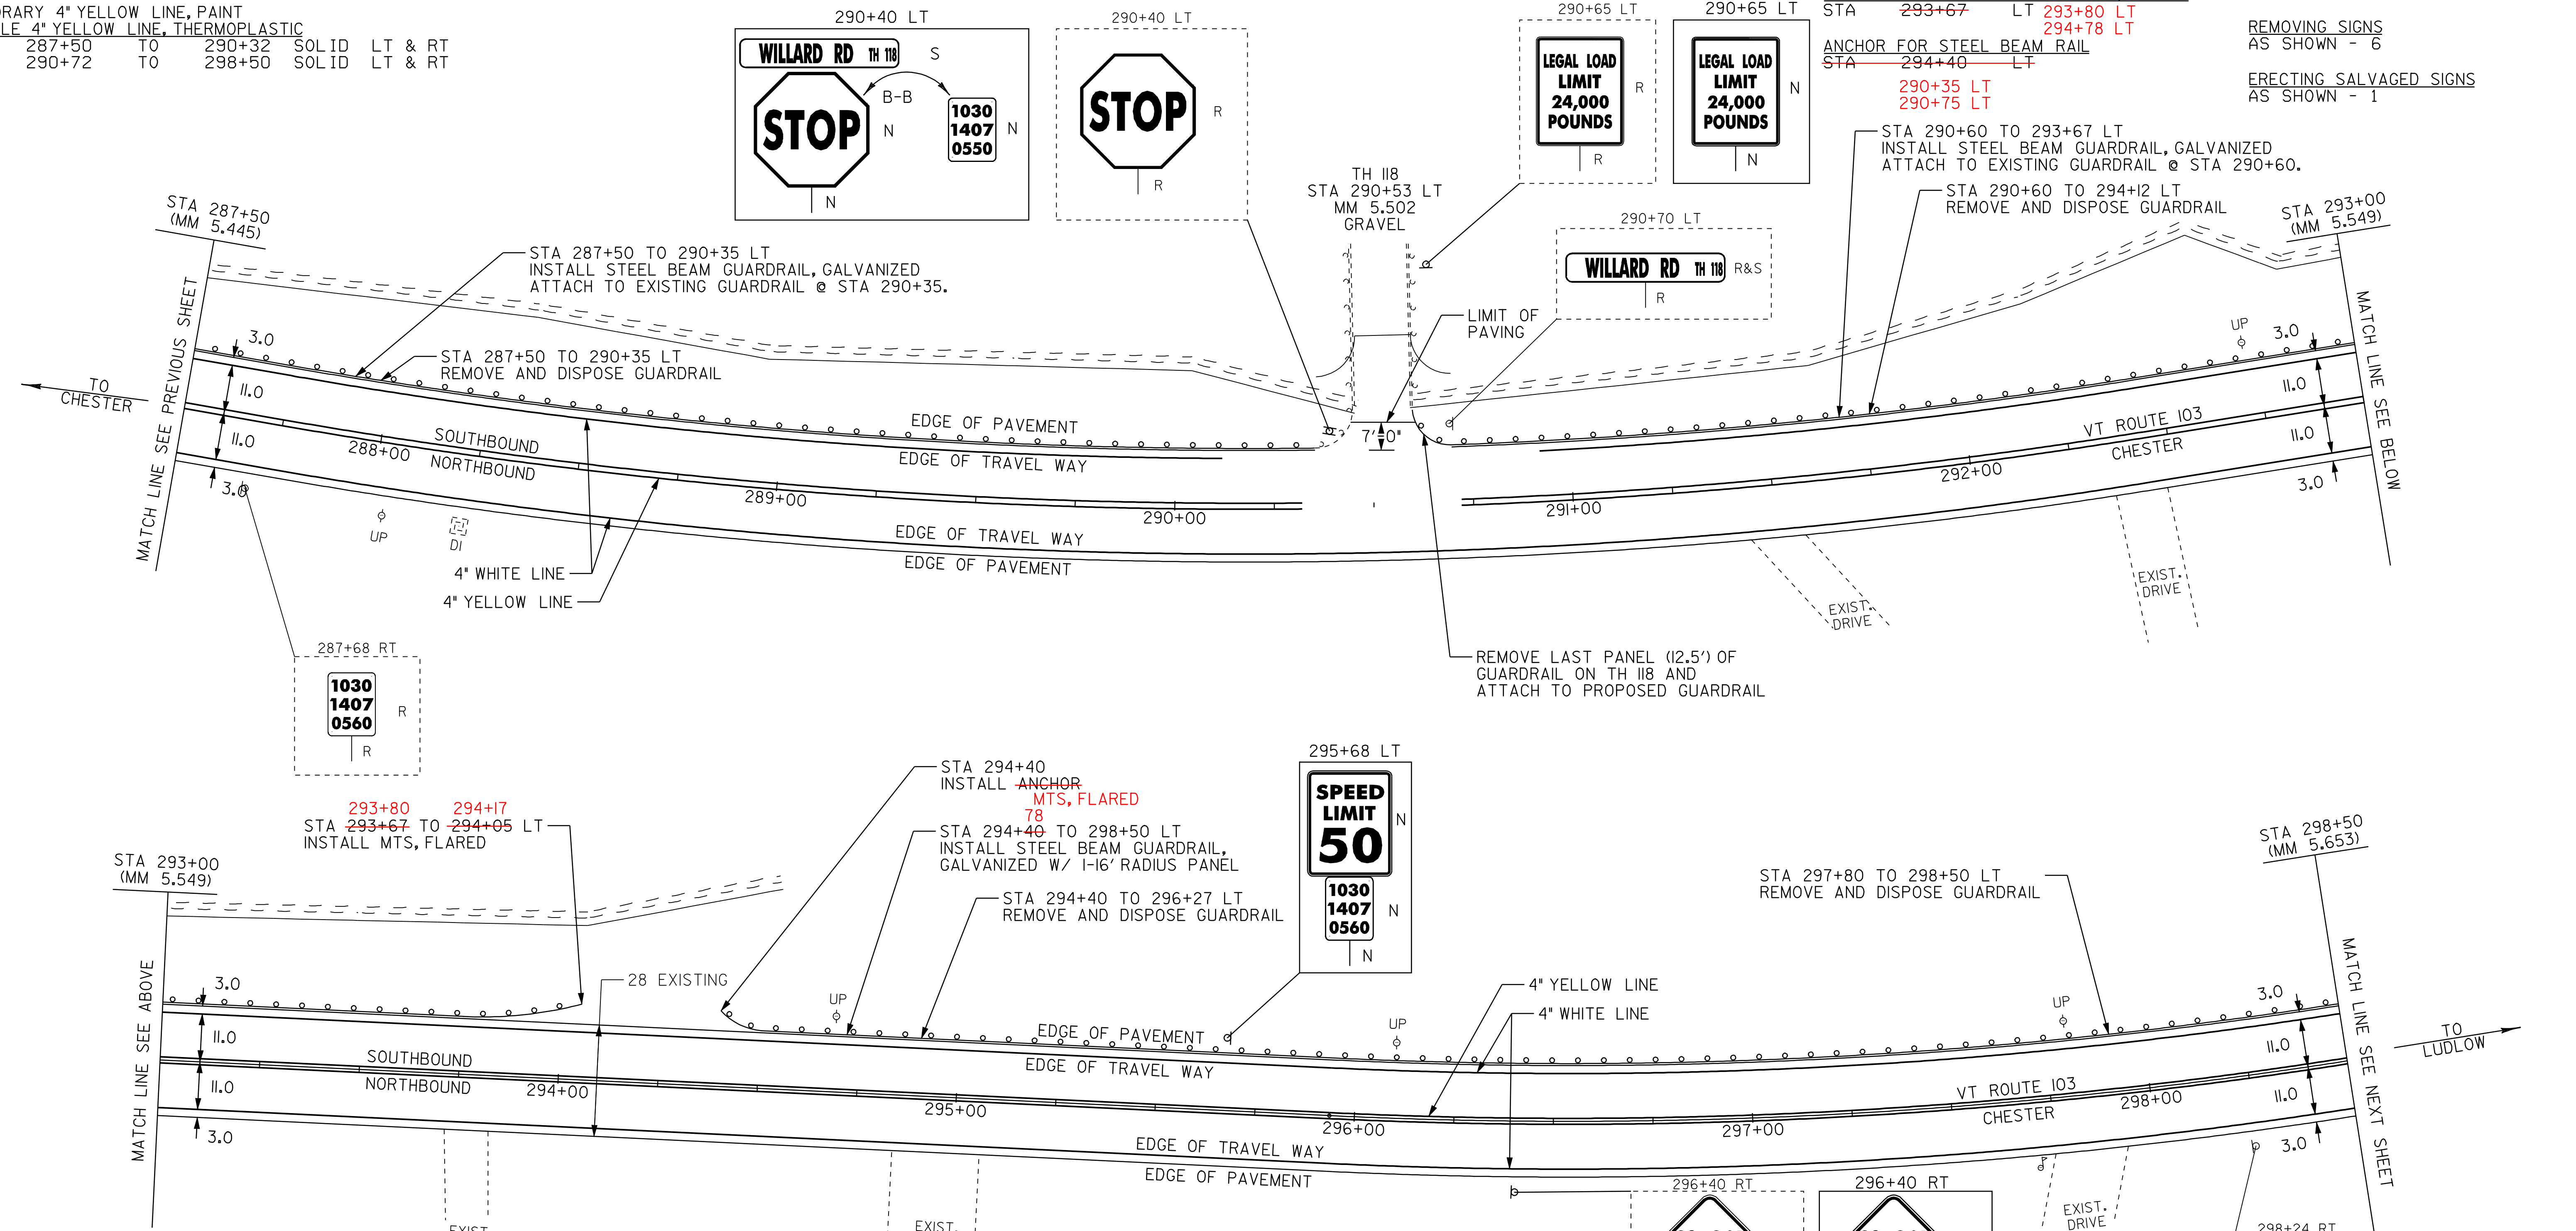 RARY 4" YELLOW LINE, PAINT
LE 4" YELLOW LINE, THERMOPLASTIC
287+50 TO 290+32 SOLID LT & RT
290+72 TO 298+50 SOLID LT & RT
290+40 LT
WILLARD RD TH 118
S
STOP
B-B
N
1030
1407
0550
N
N
290+40 LT
STOP
R
R
290+65 LT
LEGAL LOAD
LIMIT
24,000
POUNDS
R
R
290+65 LT
LEGAL LOAD
LIMIT
24,000
POUNDS
N
N
STA 293+67 LT 293+80 LT
294+78 LT
ANCHOR FOR STEEL BEAM RAIL
STA 294+40 LT
290+35 LT
290+75 LT
REMOVING SIGNS
AS SHOWN - 6
ERECTING SALVAGED SIGNS
AS SHOWN - 1
STA 290+60 TO 293+67 LT
INSTALL STEEL BEAM GUARDRAIL, GALVANIZED
ATTACH TO EXISTING GUARDRAIL @ STA 290+60.
STA 290+60 TO 294+12 LT
REMOVE AND DISPOSE GUARDRAIL
STA 287+50
(MM 5.445)
TH 118
STA 290+53 LT
MM 5.502
GRAVEL
STA 293+00
(MM 5.549)
STA 287+50 TO 290+35 LT
INSTALL STEEL BEAM GUARDRAIL, GALVANIZED
ATTACH TO EXISTING GUARDRAIL @ STA 290+35.
290+70 LT
WILLARD RD TH 118
R&S
R
LIMIT OF
PAVING
STA 287+50 TO 290+35 LT
REMOVE AND DISPOSE GUARDRAIL
MATCH LINE SEE PREVIOUS SHEET
TO
CHESTER
3.0
11.0
11.0
3.0
288+00
SOUTHBOUND
NORTHBOUND
EDGE OF PAVEMENT
EDGE OF TRAVEL WAY
7'-0"
289+00
290+00
291+00
292+00
VT ROUTE 103
CHESTER
UP
3.0
11.0
11.0
3.0
MATCH LINE SEE BELOW
UP
DI
EDGE OF TRAVEL WAY
EDGE OF PAVEMENT
4" WHITE LINE
4" YELLOW LINE
EXIST.
DRIVE
EXIST.
DRIVE
287+68 RT
1030
1407
0560
R
R
REMOVE LAST PANEL (12.5') OF
GUARDRAIL ON TH 118 AND
ATTACH TO PROPOSED GUARDRAIL
293+80 294+17
STA 293+67 TO 294+05 LT
INSTALL MTS, FLARED
STA 294+40
INSTALL ANCHOR
MTS, FLARED
78
STA 294+40 TO 298+50 LT
INSTALL STEEL BEAM GUARDRAIL,
GALVANIZED W/ 1-16' RADIUS PANEL
STA 294+40 TO 296+27 LT
REMOVE AND DISPOSE GUARDRAIL
295+68 LT
SPEED
LIMIT
50
N
1030
1407
0560
N
N
STA 297+80 TO 298+50 LT
REMOVE AND DISPOSE GUARDRAIL
STA 298+50
(MM 5.653)
STA 293+00
(MM 5.549)
MATCH LINE SEE ABOVE
3.0
11.0
11.0
3.0
28 EXISTING
UP
SOUTHBOUND
NORTHBOUND
294+00
295+00
EDGE OF PAVEMENT
EDGE OF TRAVEL WAY
UP
4" YELLOW LINE
4" WHITE LINE
296+00
297+00
UP
VT ROUTE 103
CHESTER
298+00
3.0
11.0
11.0
3.0
TO
LUDLOW
MATCH LINE SEE NEXT SHEET
EDGE OF TRAVEL WAY
EDGE OF PAVEMENT
296+40 RT
296+40 RT
EXIST.
EXIST.
EXIST.
DRIVE
298+24 RT